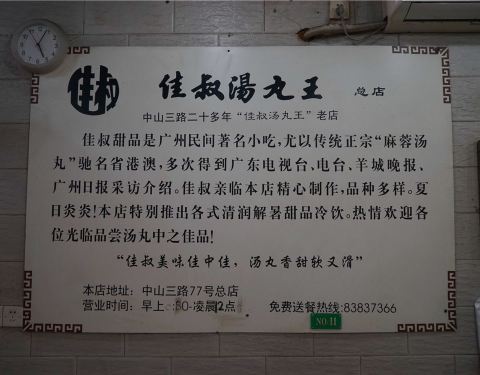 佳叔
佳叔湯丸王 总店
中山三路二十多年“佳叔汤丸王”老店
佳叔甜品是广州民间著名小吃,尤以传统正宗“麻蓉汤
丸”驰名省港澳,多次得到广东电视台、电台、羊城晚报、
广州日报采访介绍。佳叔亲临本店精心制作,品种多样。夏
日炎炎!本店特别推出各式清润解暑甜品冷饮。热情欢迎各
位光临品尝汤丸中之佳品!
“佳叔美味佳中佳,汤丸香甜软又滑”
本店地址:中山三路77号总店
营业时间:早上 :30-凌晨12点
免费送餐热线:83837366
NO 11